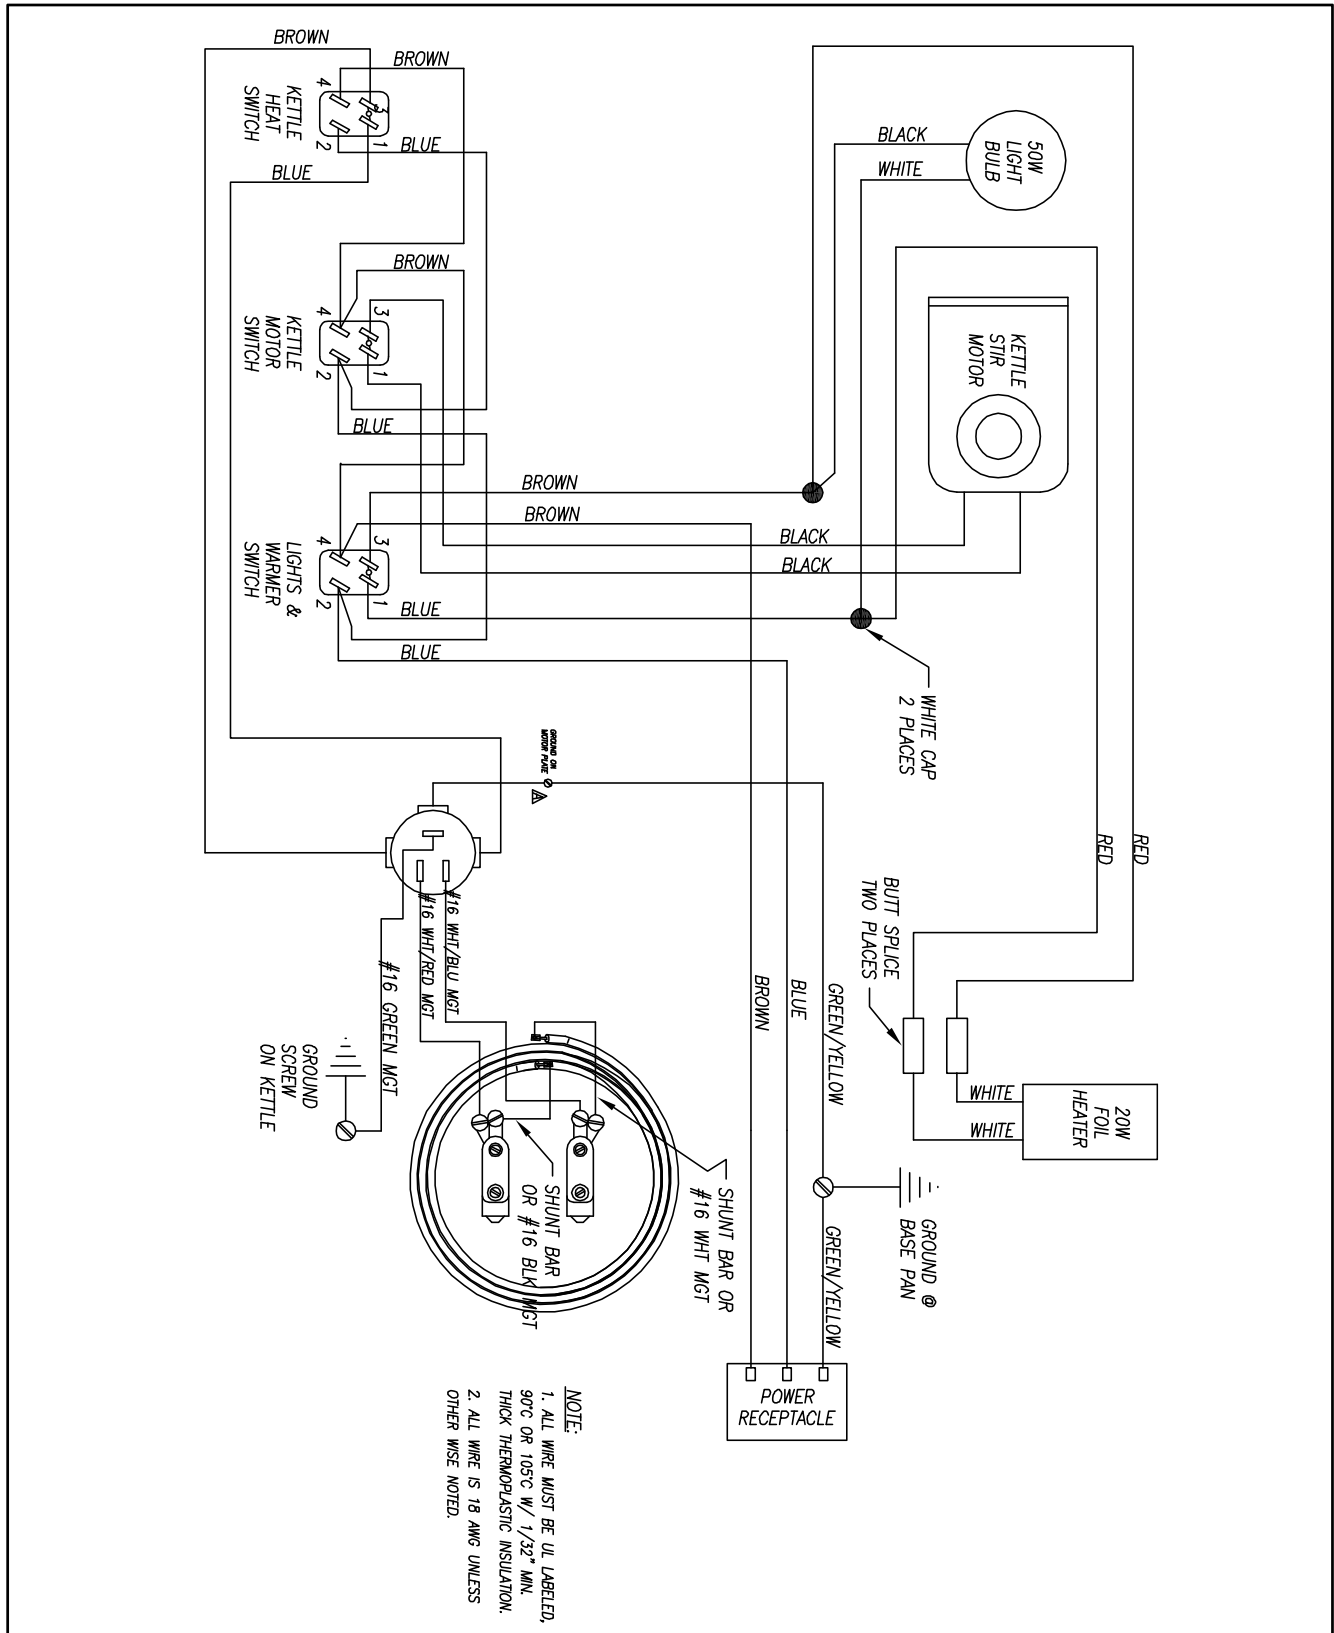 BROWN
BROWN
4
3
KETTLE
HEAT
SWITCH
2
1
BLUE
BLUE
BLACK
WHITE
50W
LIGHT
BULB
BROWN
4
3
KETTLE
MOTOR
SWITCH
2
1
BLUE
KETTLE
STIR
MOTOR
BROWN
BROWN
BLACK
BLACK
4
3
LIGHTS &
WARMER
SWITCH
2
1
BLUE
BLUE
WHITE CAP
2 PLACES
GROUND ON
MOTOR PLATE
A
RED
RED
BUTT SPLICE
TWO PLACES
#16 WHT/BLU MGT
#16 WHT/RED MGT
#16 GREEN MGT
GROUND
SCREW
ON KETTLE
BROWN
BLUE
GREEN/YELLOW
WHITE
WHITE
20W
FOIL
HEATER
SHUNT BAR
OR #16 BLK MGT
SHUNT BAR OR
#16 WHT MGT
GROUND @
BASE PAN
GREEN/YELLOW
POWER
RECEPTACLE
NOTE:
1. ALL WIRE MUST BE UL LABELED,
90°C OR 105°C W/ 1/32" MIN.
THICK THERMOPLASTIC INSULATION.
2. ALL WIRE IS 18 AWG UNLESS
OTHER WISE NOTED.